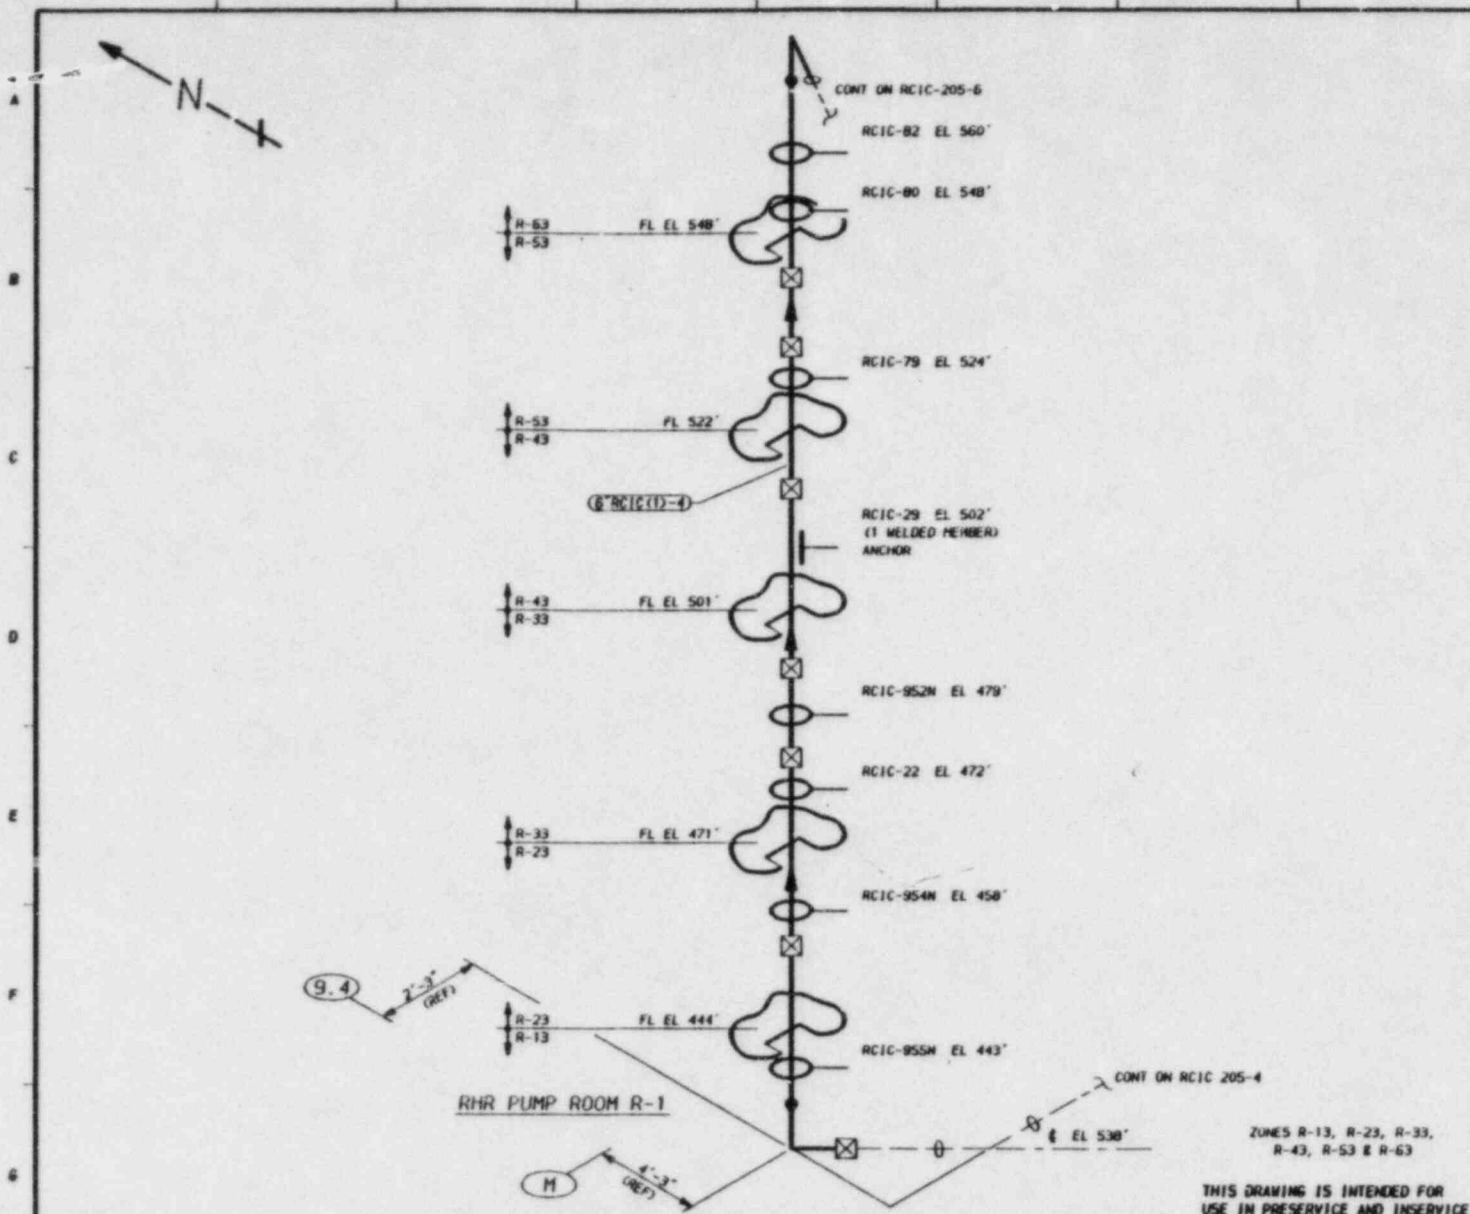 N
A
CONT ON RCIC-205-6
RCIC-82 EL 560'
RCIC-80 EL 548'
R-63
R-53
FL EL 548'
B
RCIC-79 EL 524'
R-53
R-43
FL 522'
C
6"RCIC(1)-4
RCIC-29 EL 502'
(1 WELDED MEMBER)
ANCHOR
R-43
R-33
FL EL 501'
D
RCIC-952N EL 479'
RCIC-22 EL 472'
E
R-33
R-23
FL EL 471'
RCIC-954N EL 458'
9.4
2'-3"
(REF)
F
R-23
R-13
FL EL 444'
RCIC-955N EL 443'
CONT ON RCIC 205-4
RHR PUMP ROOM R-1
℄ EL 538'
ZONES R-13, R-23, R-33,
R-43, R-53 & R-63
M
4'-3"
(REF)
G
THIS DRAWING IS INTENDED FOR
USE IN PRESERVICE AND INSERVICE